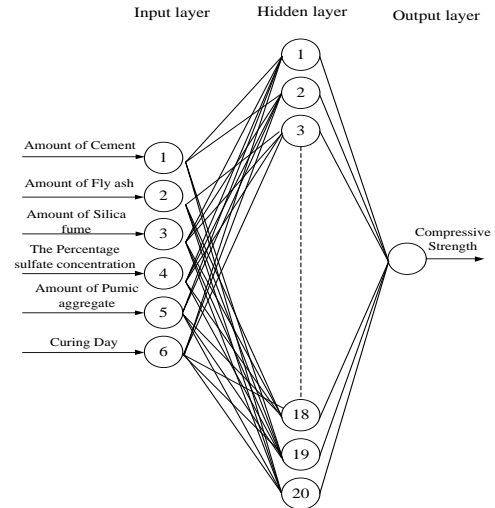 Input layer
Hidden layer
Output layer
1
2
3
Amount of Cement
1
Amount of Fly ash
2
Amount of Silica
fume
3
The Percentage
sulfate concentration
4
Amount of Pumic
aggregate
5
Curing Day
6
Compressive
Strength
18
19
20